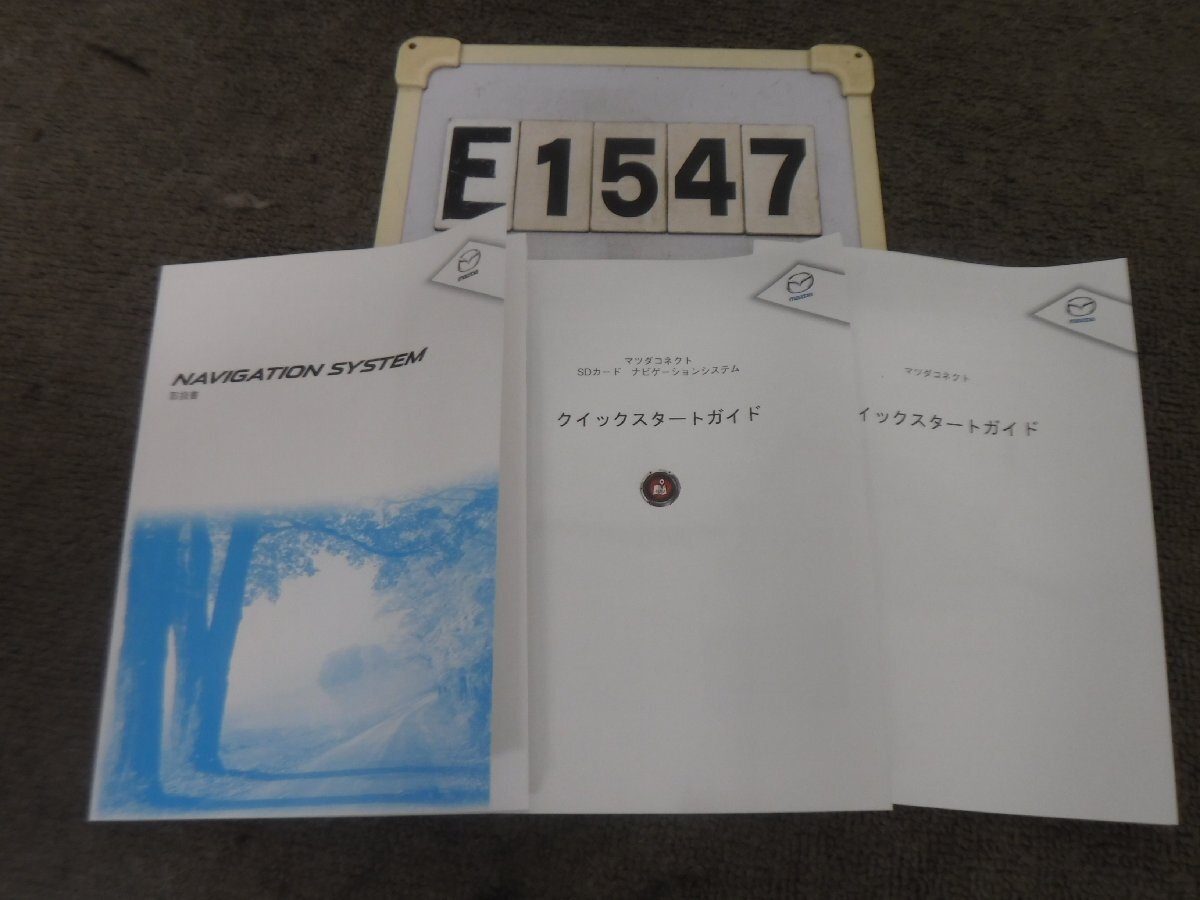 E1547
mazda
NAVIGATION SYSTEM
取扱書
mazda
マツダコネクト
SDカード ナビゲーションシステム
クイックスタートガイド
マツダコネクト
イックスタートガイド